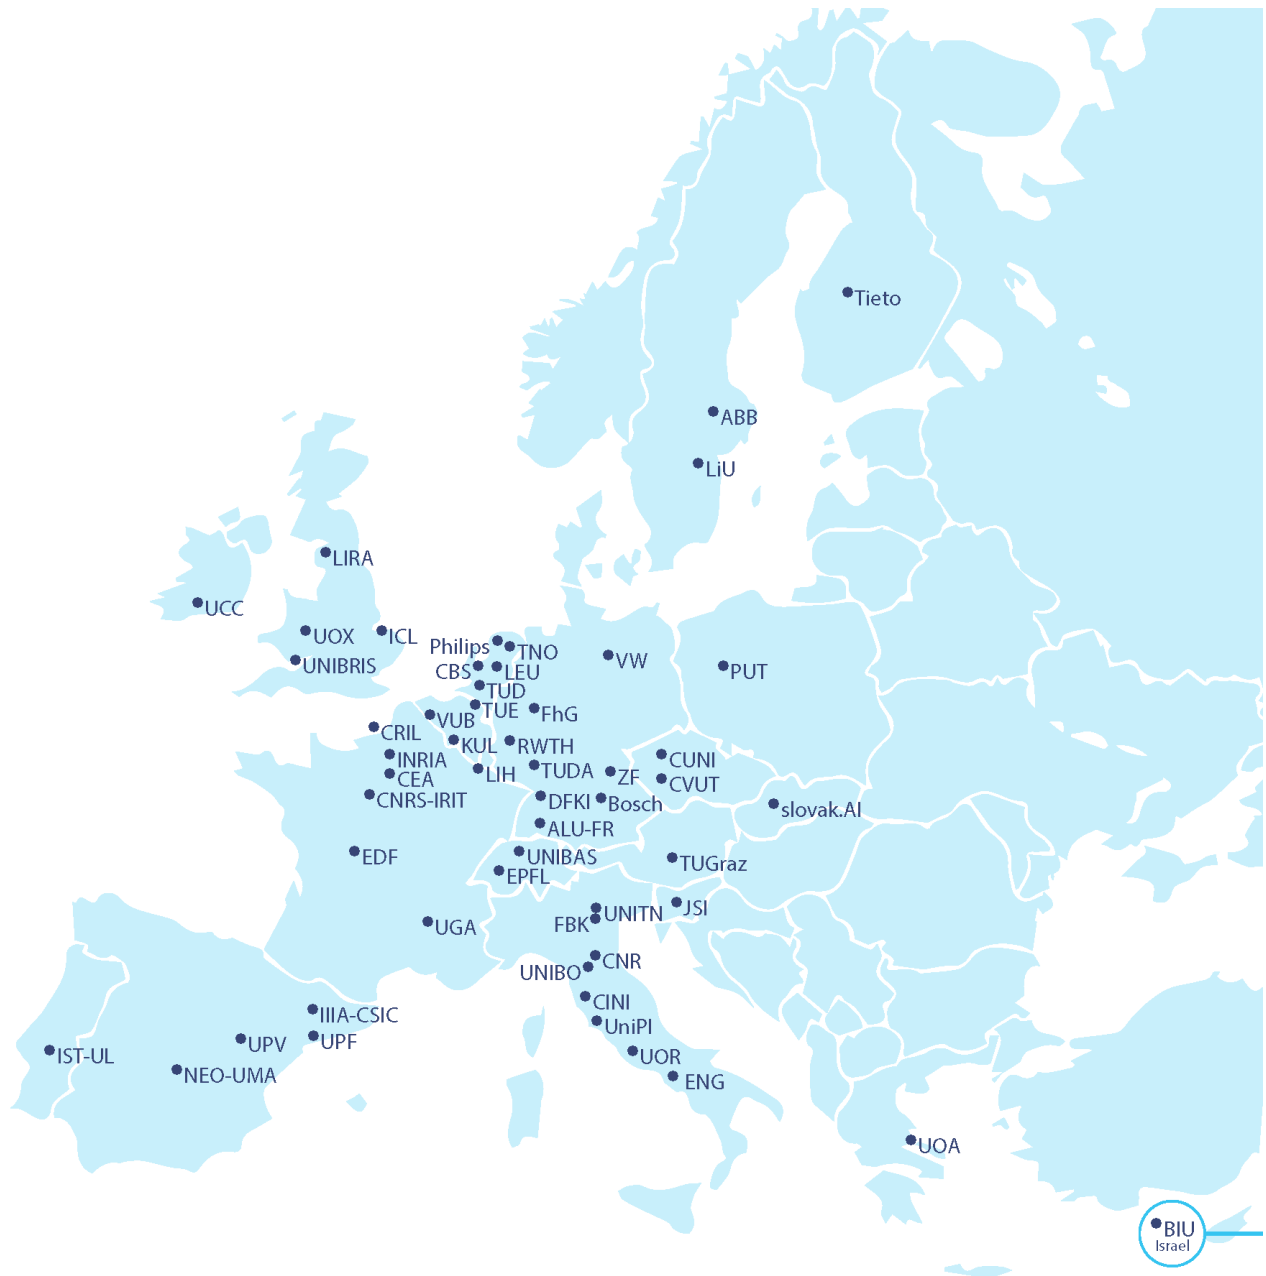 Tieto
ABB
LiU
LIRA
UCC
UOX
ICL
Philips
TNO
UNIBRIS
VW
CBS
LEU
PUT
TUD
TUE
FhG
VUB
CRIL
KUL
RWTH
INRIA
CUNI
TUDA
LIH
ZF
CEA
CVUT
CNRS-IRIT
DFKI
Bosch
slovak.AI
ALU-FR
EDF
UNIBAS
TUGraz
EPFL
JSI
UNITN
FBK
UGA
CNR
UNIBO
CINI
IIIA-CSIC
UniPI
UPF
UPV
IST-UL
UOR
NEO-UMA
ENG
UOA
BIU
Israel